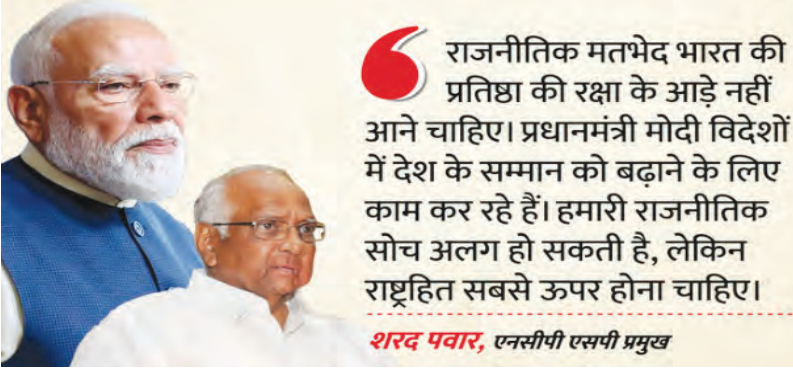 राजनीतिक मतभेद भारत की
प्रतिष्ठा की रक्षा के आड़े नहीं
आने चाहिए। प्रधानमंत्री मोदी विदेशों
में देश के सम्मान को बढ़ाने के लिए
काम कर रहे हैं। हमारी राजनीतिक
सोच अलग हो सकती है, लेकिन
राष्ट्रहित सबसे ऊपर होना चाहिए।
शरद पवार, एनसीपी एसपी प्रमुख